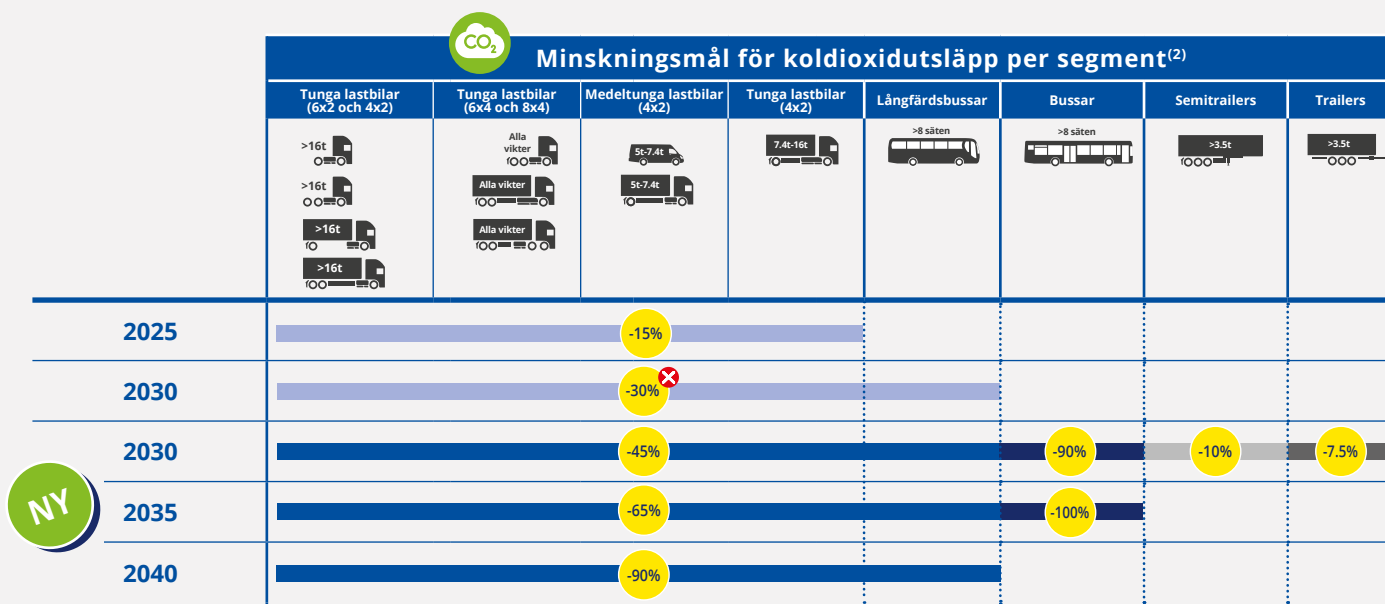 CO2
Minskningsmål för koldioxidutsläpp per segment(2)
Tunga lastbilar
(6x2 och 4x2)
Tunga lastbilar
(6x4 och 8x4)
Medeltunga lastbilar
(4x2)
Tunga lastbilar
(4x2)
Långfärdsbussar
Bussar
Semitrailers
Trailers
>16t
>16t
>16t
>16t
Alla
vikter
Alla vikter
Alla vikter
5t-7.4t
5t-7.4t
7.4t-16t
>8 säten
>8 säten
>3.5t
>3.5t
2025
-15%
2030
-30%
2030
-45%
-90%
-10%
-7.5%
NY
2035
-65%
-100%
2040
-90%